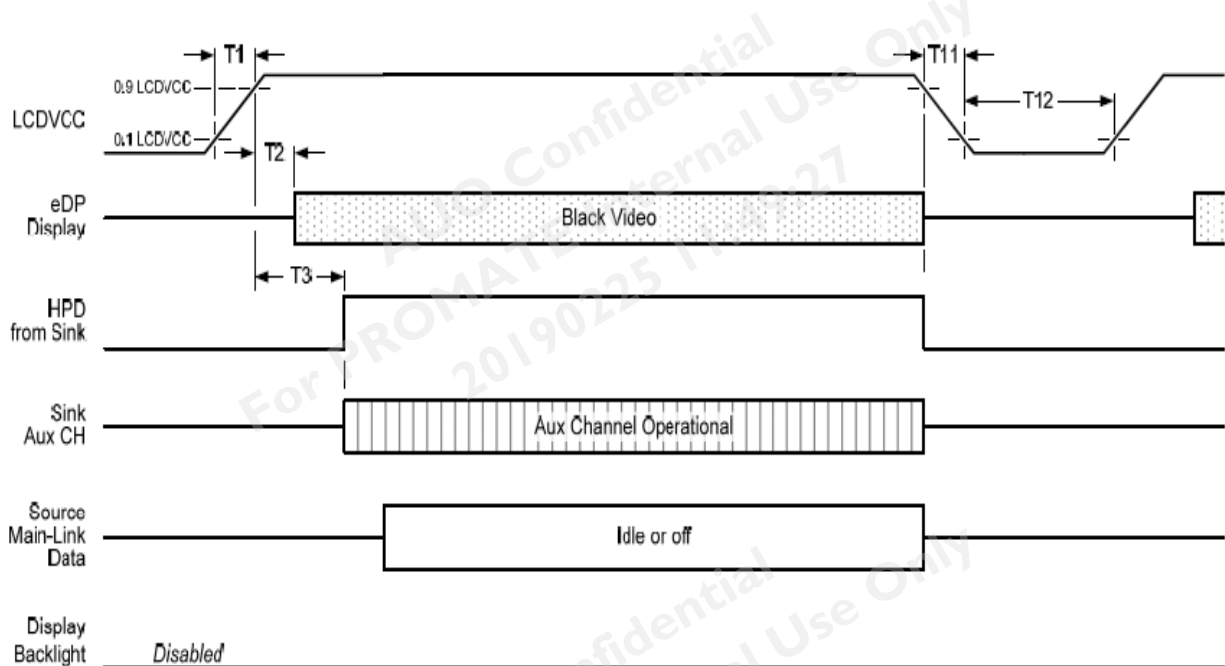 T1
T11
0.9 LCDVCC
T12
LCDVCC
0.1 LCDVCC
T2
eDP
Display
Black Video
T3
HPD
from Sink
Sink
Aux CH
Aux Channel Operational
Source
Main-Link
Data
Idle or off
Display
Backlight
Disabled
AUO Confidential
For PROMATE Internal Use Only
20190225 11:49:27
nfidential
al Use Only